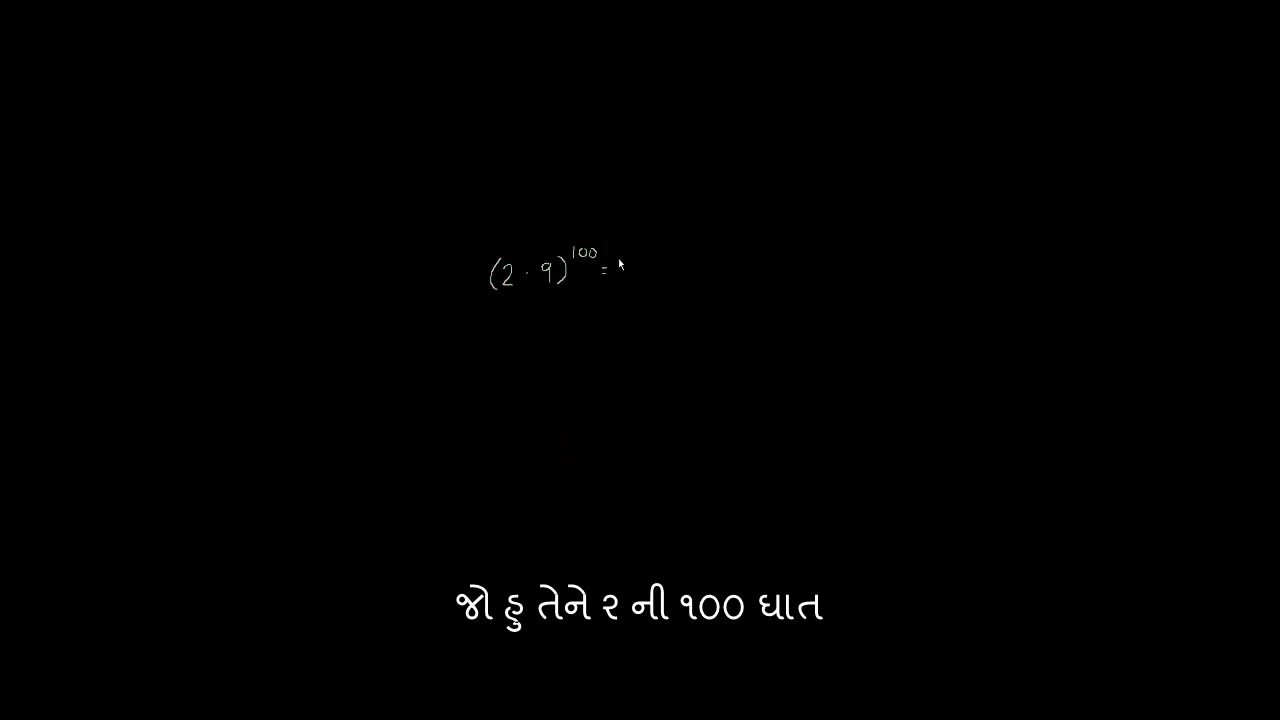 (2 · 9)^100 =
જો હુ તેને ૨ ની ૧૦૦ ઘાત